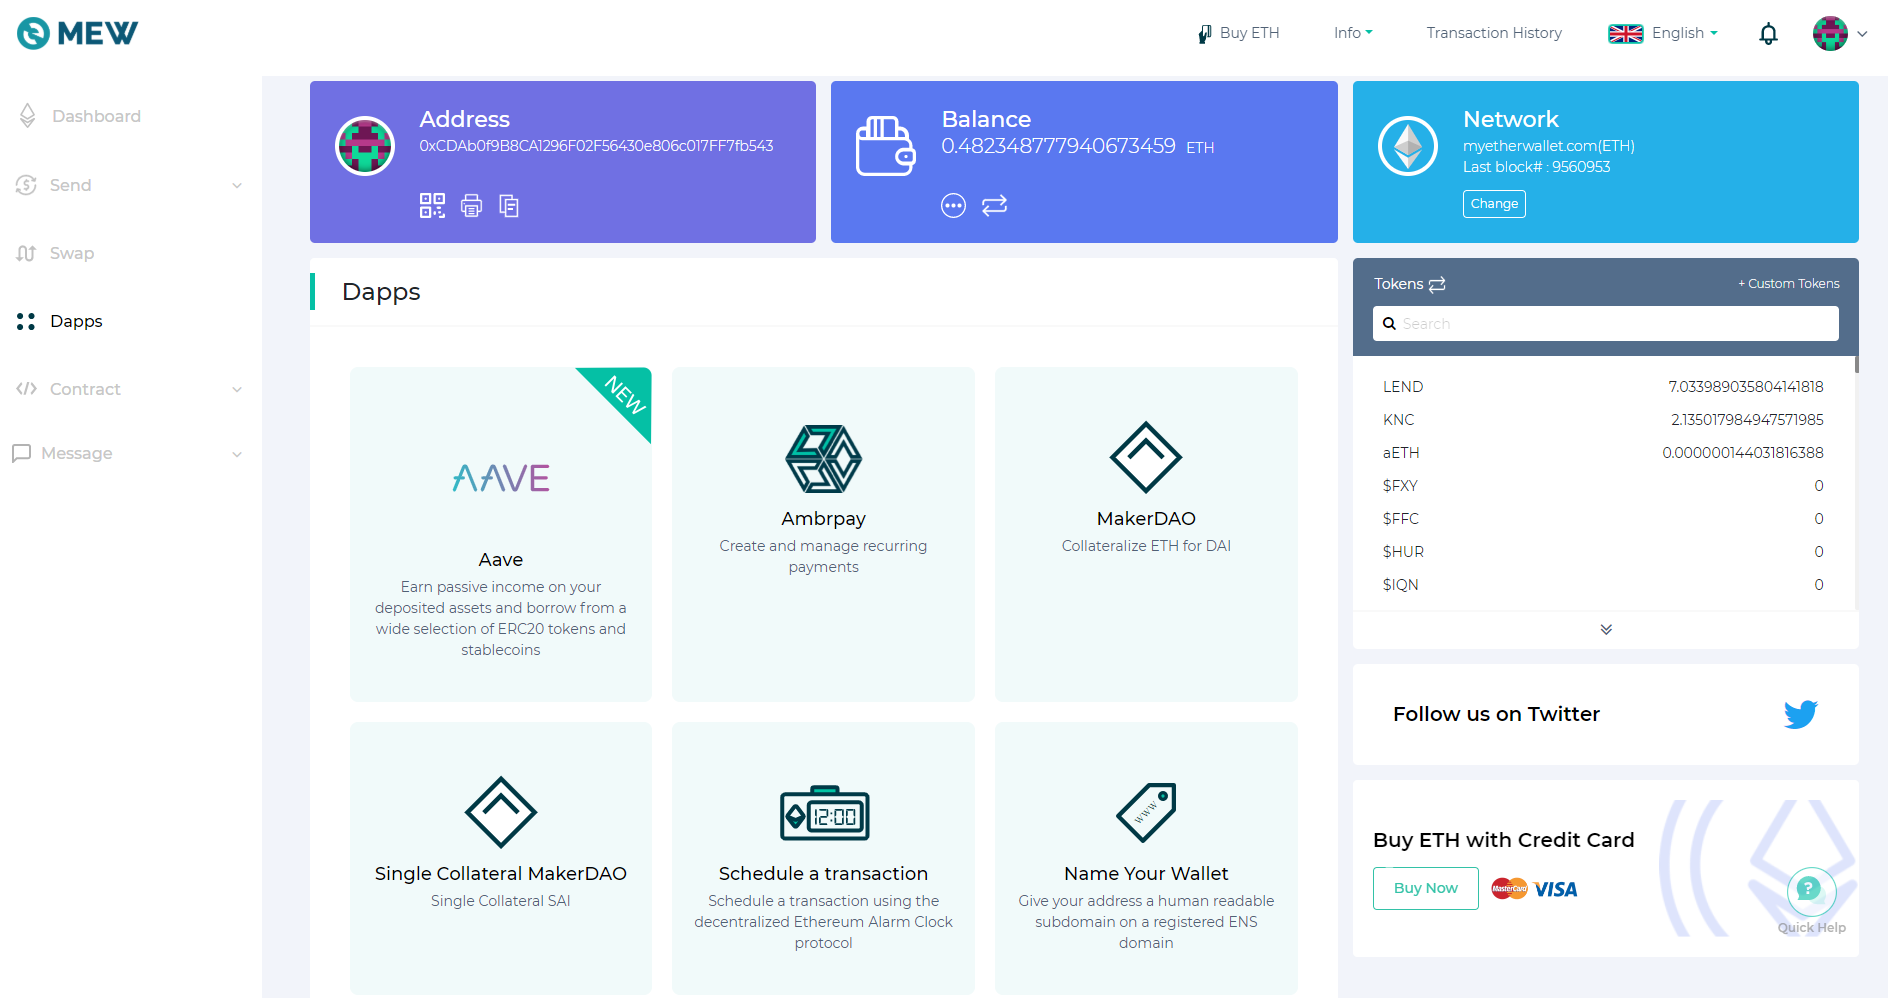 MEW
Buy ETH
Info
Transaction History
English
Dashboard
Send
Swap
Dapps
Contract
Message
Address
0xCDAb0f9B8CA1296F02F56430e806c017FF7fb543
Balance
0.482348777940673459 ETH
Network
myetherwallet.com(ETH)
Last block# : 9560953
Change
Dapps
NEW
AAVE
Aave
Earn passive income on your
deposited assets and borrow from a
wide selection of ERC20 tokens and
stablecoins
Ambrpay
Create and manage recurring
payments
MakerDAO
Collateralize ETH for DAI
Single Collateral MakerDAO
Single Collateral SAI
12:00
Schedule a transaction
Schedule a transaction using the
decentralized Ethereum Alarm Clock
protocol
WWW
Name Your Wallet
Give your address a human readable
subdomain on a registered ENS
domain
Tokens
+ Custom Tokens
Search
LEND 7.033989035804141818
KNC 2.135017984947571985
aETH 0.000000144031816388
$FXY 0
$FFC 0
$HUR 0
$IQN 0
Follow us on Twitter
Buy ETH with Credit Card
Buy Now
MasterCard
VISA
?
Quick Help